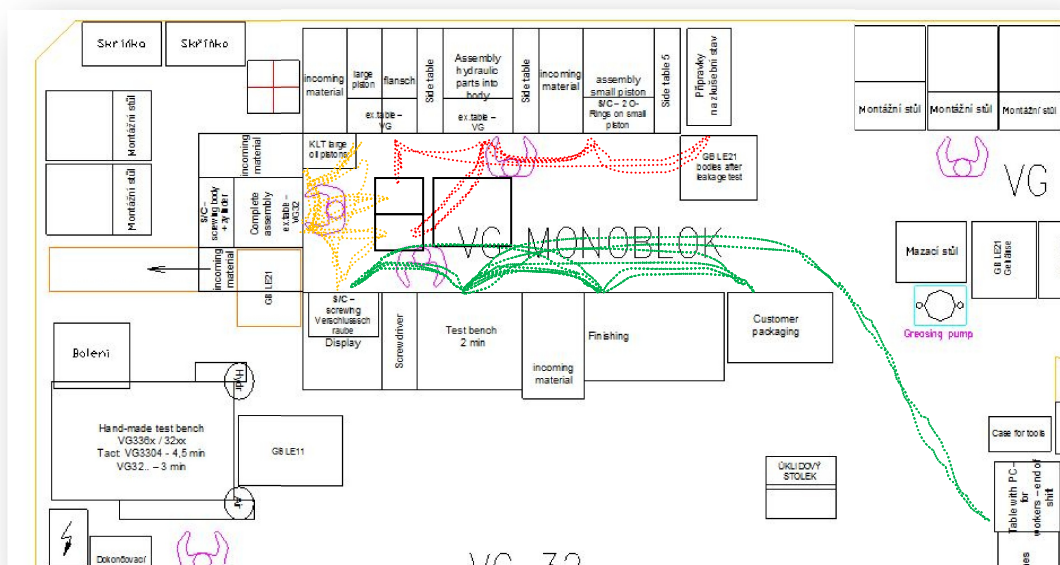 Skříňka
Skříňka
incoming
material
large
piston
flansch
ex.table –
VG
Side table
Assembly
hydraulic
parts into
body
ex.table –
VG
Side table
incoming
material
assembly
small piston
S/C – 2 O-
Rings on small
piston
Side table 5
Přípravky
na zkušební stav
Montážní stůl
Montážní stůl
Montážní stůl
Montážní stůl
Montážní stůl
incoming
material
KLT large
oil pistons
GB LE21
bodies after
leakage test
VG
S/C –
screwing body
+ zylinder
Complete
assembly
ex.table –
VG32
VG MONOBLOK
incoming
material
GB LE21
Mazací stůl
GB LE21
Gehäuse
Greasing pump
S/C –
screwing
Verschlusssch
raube
Display
Screwdriver
Test bench
2 min
incoming
material
Finishing
Customer
packaging
Balení
Hydr
Hand-made test bench
VG336x / 32xx
Tact: VG3304 - 4,5 min
VG32.. – 3 min
Air
GB LE11
ÚKLIDOVÝ
STOLEK
Case for tools
Table with PC –
for
workers – end of
shift
Dokončovací
VG 32